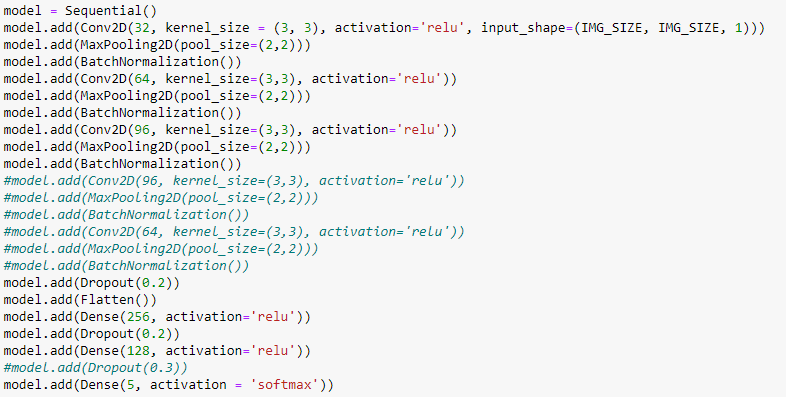 model = Sequential()
model.add(Conv2D(32, kernel_size = (3, 3), activation='relu', input_shape=(IMG_SIZE, IMG_SIZE, 1)))
model.add(MaxPooling2D(pool_size=(2,2)))
model.add(BatchNormalization())
model.add(Conv2D(64, kernel_size=(3,3), activation='relu'))
model.add(MaxPooling2D(pool_size=(2,2)))
model.add(BatchNormalization())
model.add(Conv2D(96, kernel_size=(3,3), activation='relu'))
model.add(MaxPooling2D(pool_size=(2,2)))
model.add(BatchNormalization())
#model.add(Conv2D(96, kernel_size=(3,3), activation='relu'))
#model.add(MaxPooling2D(pool_size=(2,2)))
#model.add(BatchNormalization())
#model.add(Conv2D(64, kernel_size=(3,3), activation='relu'))
#model.add(MaxPooling2D(pool_size=(2,2)))
#model.add(BatchNormalization())
model.add(Dropout(0.2))
model.add(Flatten())
model.add(Dense(256, activation='relu'))
model.add(Dropout(0.2))
model.add(Dense(128, activation='relu'))
#model.add(Dropout(0.3))
model.add(Dense(5, activation = 'softmax'))